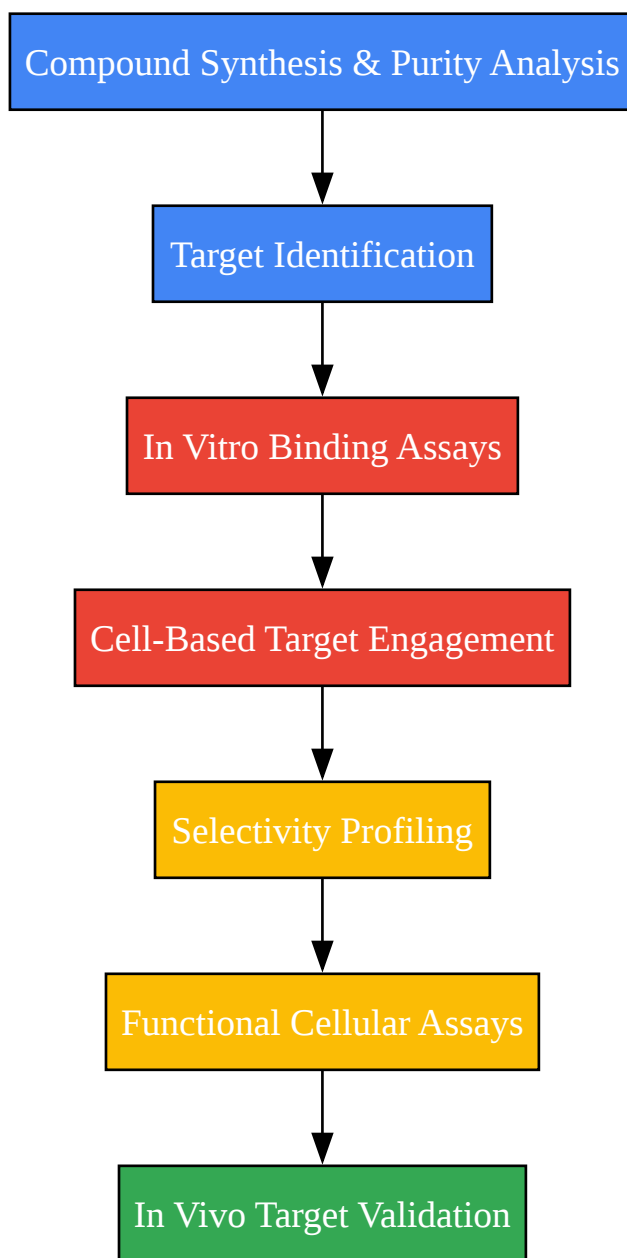 Compound Synthesis & Purity Analysis
Target Identification
In Vitro Binding Assays
Cell-Based Target Engagement
Selectivity Profiling
Functional Cellular Assays
In Vivo Target Validation